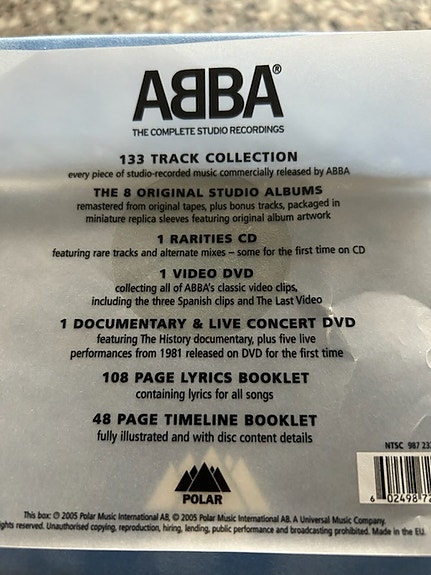 ABBA®
THE COMPLETE STUDIO RECORDINGS
133 TRACK COLLECTION
every piece of studio-recorded music commercially released by ABBA
THE 8 ORIGINAL STUDIO ALBUMS
remastered from original tapes, plus bonus tracks, packaged in
miniature replica sleeves featuring original album artwork
1 RARITIES CD
featuring rare tracks and alternate mixes – some for the first time on CD
1 VIDEO DVD
collecting all of ABBA's classic video clips,
including the three Spanish clips and The Last Video
1 DOCUMENTARY & LIVE CONCERT DVD
featuring The History documentary, plus five live
performances from 1981 released on DVD for the first time
108 PAGE LYRICS BOOKLET
containing lyrics for all songs
48 PAGE TIMELINE BOOKLET
fully illustrated and with disc content details
NTSC 987 23
6 02498 72
POLAR
This box: ℗ 2005 Polar Music International AB, © 2005 Polar Music International AB. A Universal Music Company.
rights reserved. Unauthorised copying, reproduction, hiring, lending, public performance and broadcasting prohibited. Made in the EU.